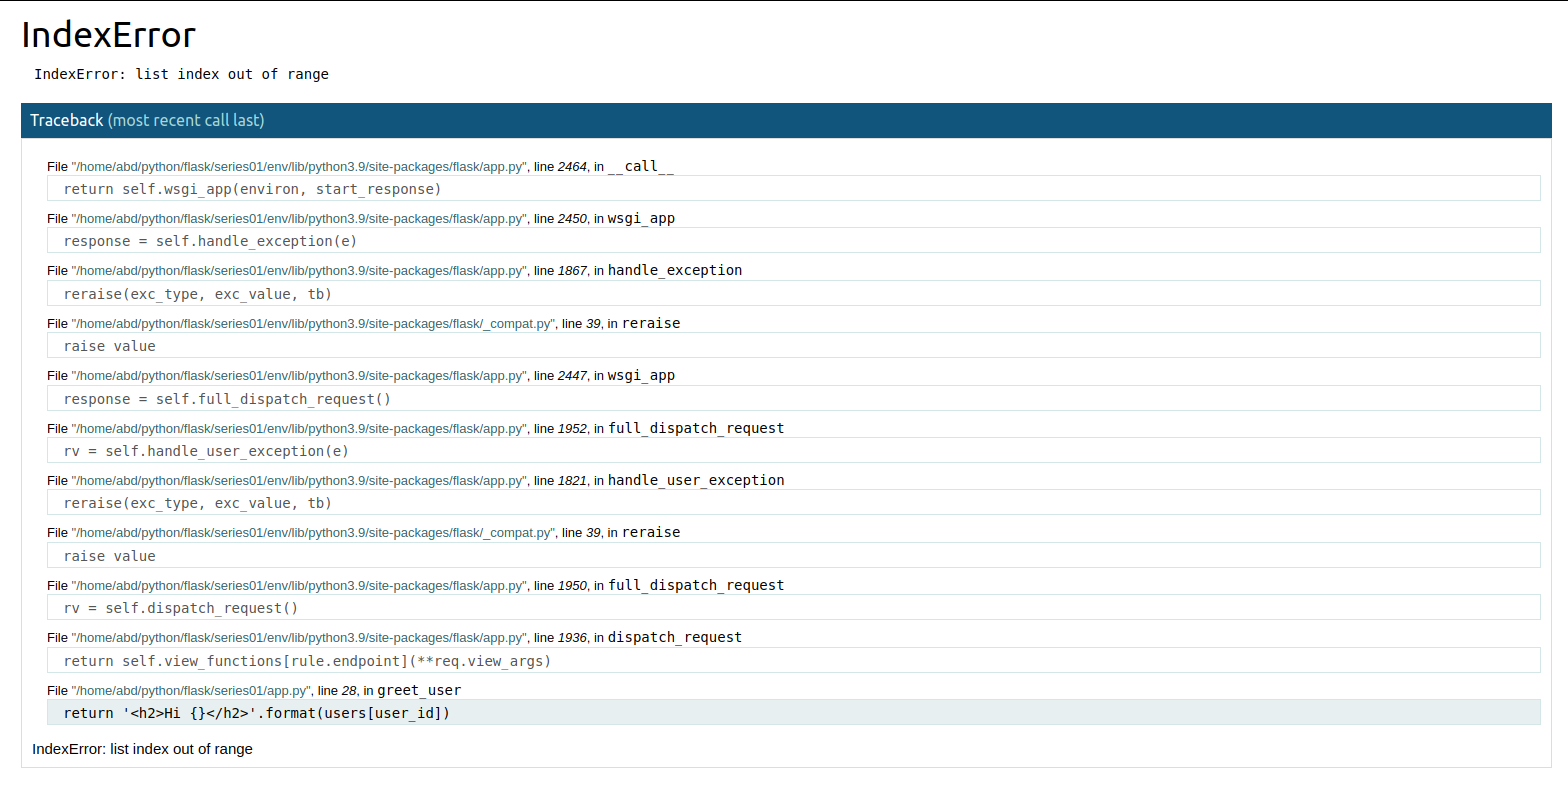 IndexError
IndexError: list index out of range
Traceback (most recent call last)
File "/home/abd/python/flask/series01/env/lib/python3.9/site-packages/flask/app.py", line 2464, in __call__
return self.wsgi_app(environ, start_response)
File "/home/abd/python/flask/series01/env/lib/python3.9/site-packages/flask/app.py", line 2450, in wsgi_app
response = self.handle_exception(e)
File "/home/abd/python/flask/series01/env/lib/python3.9/site-packages/flask/app.py", line 1867, in handle_exception
reraise(exc_type, exc_value, tb)
File "/home/abd/python/flask/series01/env/lib/python3.9/site-packages/flask/_compat.py", line 39, in reraise
raise value
File "/home/abd/python/flask/series01/env/lib/python3.9/site-packages/flask/app.py", line 2447, in wsgi_app
response = self.full_dispatch_request()
File "/home/abd/python/flask/series01/env/lib/python3.9/site-packages/flask/app.py", line 1952, in full_dispatch_request
rv = self.handle_user_exception(e)
File "/home/abd/python/flask/series01/env/lib/python3.9/site-packages/flask/app.py", line 1821, in handle_user_exception
reraise(exc_type, exc_value, tb)
File "/home/abd/python/flask/series01/env/lib/python3.9/site-packages/flask/_compat.py", line 39, in reraise
raise value
File "/home/abd/python/flask/series01/env/lib/python3.9/site-packages/flask/app.py", line 1950, in full_dispatch_request
rv = self.dispatch_request()
File "/home/abd/python/flask/series01/env/lib/python3.9/site-packages/flask/app.py", line 1936, in dispatch_request
return self.view_functions[rule.endpoint](**req.view_args)
File "/home/abd/python/flask/series01/app.py", line 28, in greet_user
return '<h2>Hi {}</h2>'.format(users[user_id])
IndexError: list index out of range